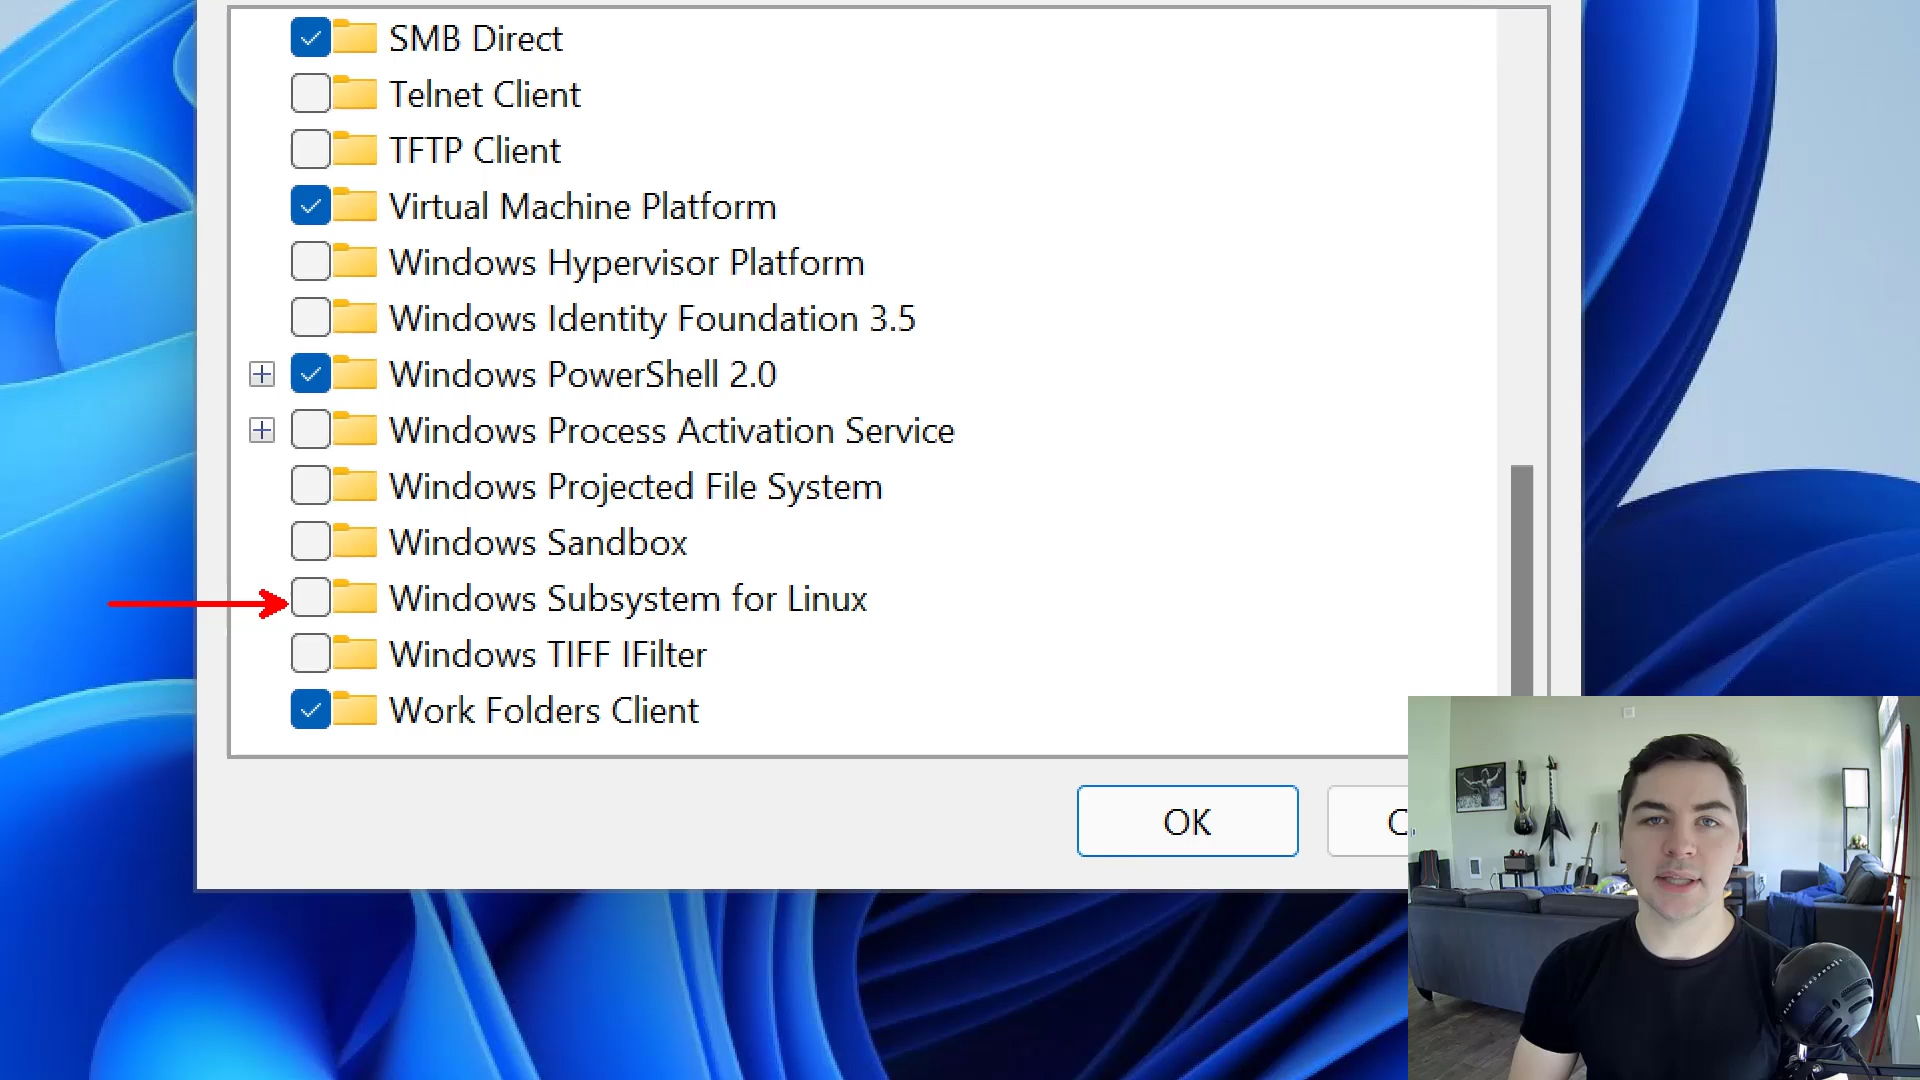 SMB Direct
Telnet Client
TFTP Client
Virtual Machine Platform
Windows Hypervisor Platform
Windows Identity Foundation 3.5
Windows PowerShell 2.0
Windows Process Activation Service
Windows Projected File System
Windows Sandbox
Windows Subsystem for Linux
Windows TIFF IFilter
Work Folders Client
OK